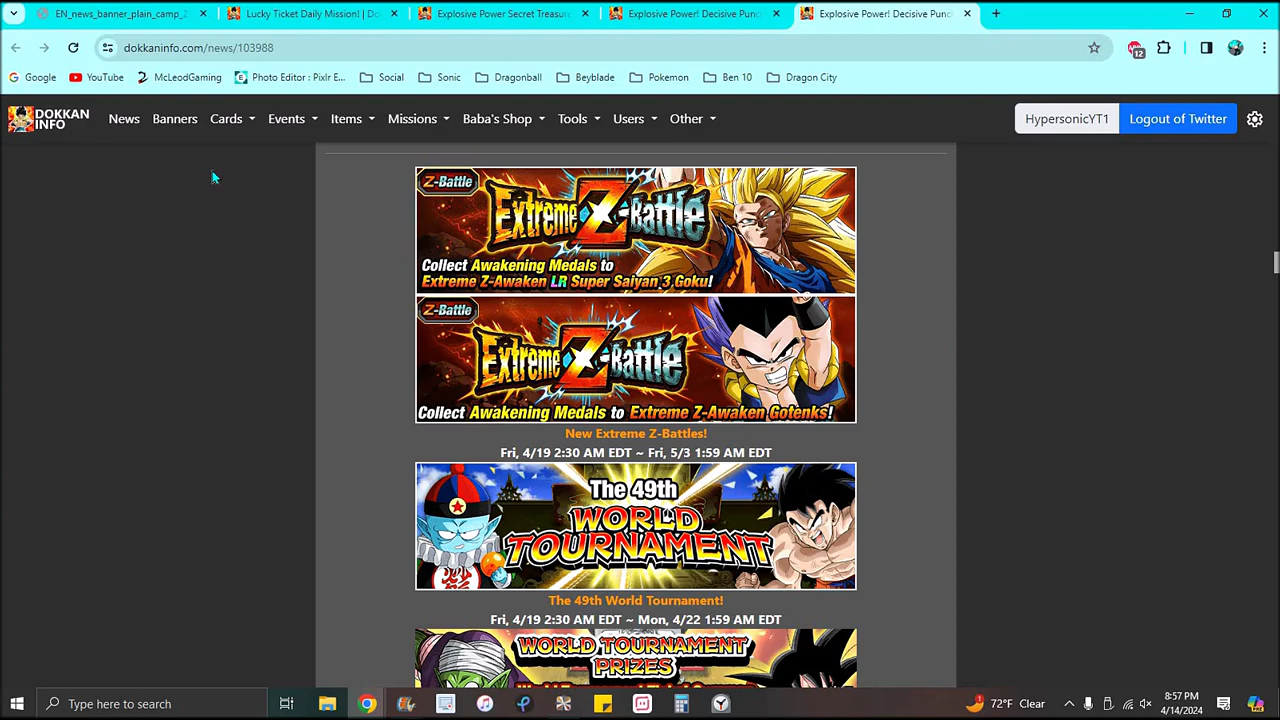 EN_news_banner_plain_camp_2
Lucky Ticket Daily Mission! | Do
Explosive Power Secret Treasure
Explosive Power! Decisive Punc
Explosive Power! Decisive Punc
dokkaninfo.com/news/103988
12
Google
YouTube
McLeodGaming
Photo Editor : Pixlr E...
Social
Sonic
Dragonball
Beyblade
Pokemon
Ben 10
Dragon City
DOKKAN
INFO
News
Banners
Cards
Events
Items
Missions
Baba's Shop
Tools
Users
Other
HypersonicYT1
Logout of Twitter
Z-Battle
Extreme Z-Battle
Collect Awakening Medals to
Extreme Z-Awaken LR Super Saiyan 3 Goku!
Z-Battle
Extreme Z-Battle
Collect Awakening Medals to Extreme Z-Awaken Gotenks!
New Extreme Z-Battles!
Fri, 4/19 2:30 AM EDT ~ Fri, 5/3 1:59 AM EDT
The 49th
WORLD
TOURNAMENT
The 49th World Tournament!
Fri, 4/19 2:30 AM EDT ~ Mon, 4/22 1:59 AM EDT
WORLD TOURNAMENT
PRIZES
Type here to search
72°F Clear
8:57 PM
4/14/2024